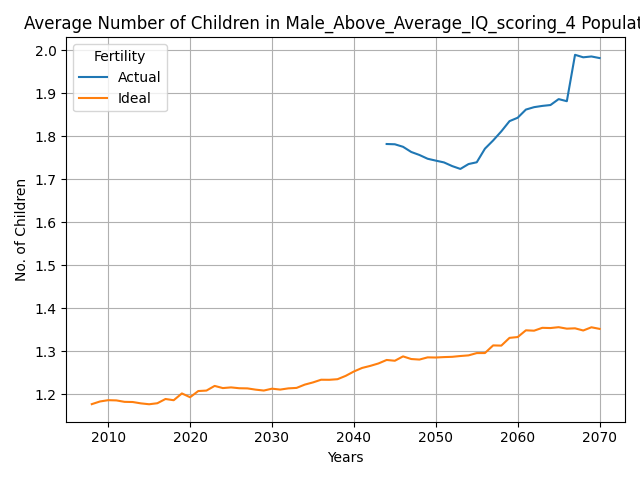 Average Number of Children in Male_Above_Average_IQ_scoring_4 Populat
Fertility
Actual
Ideal
2.0
1.9
1.8
1.7
1.6
1.5
1.4
1.3
1.2
No. of Children
2010 2020 2030 2040 2050 2060 2070
Years